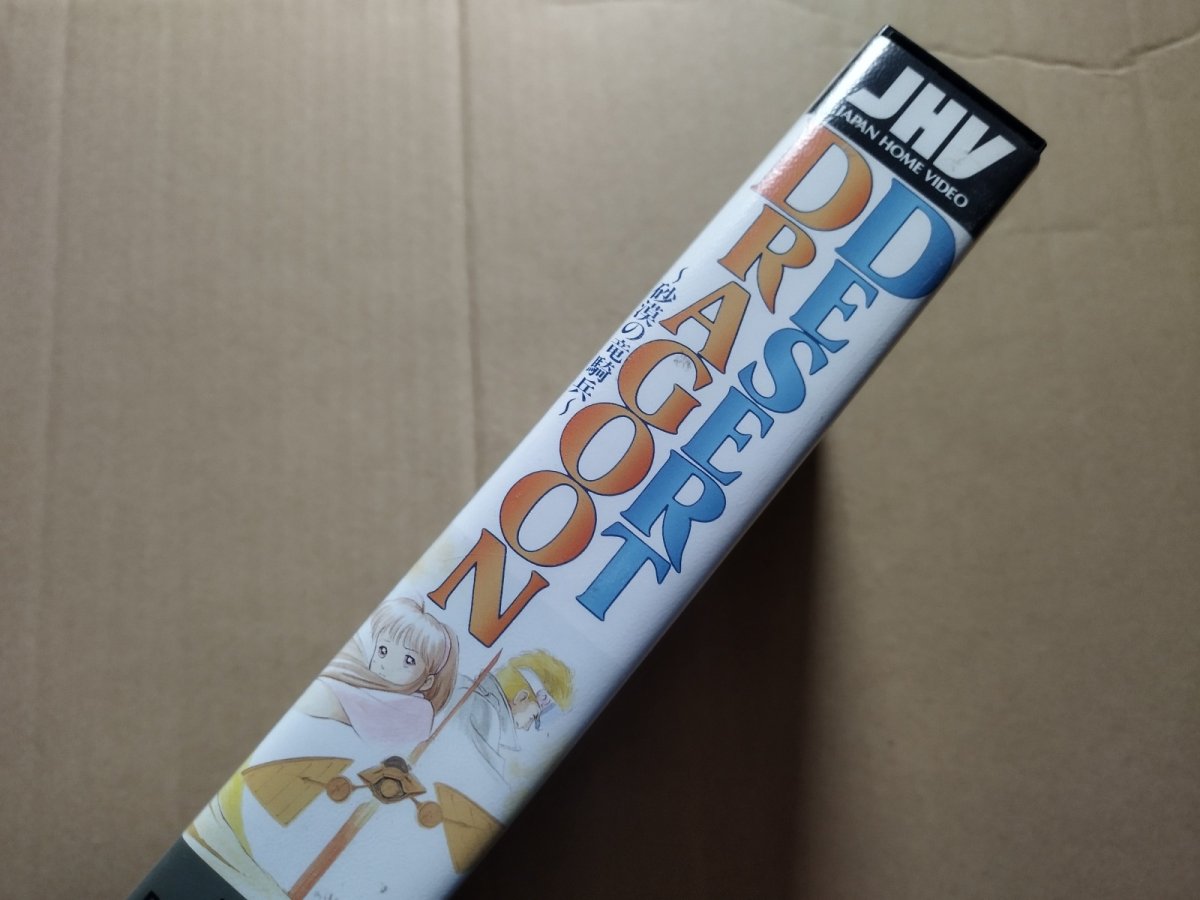 JHV
JAPAN HOME VIDEO
DESERT
DRAGOON
～砂漠の竜騎兵～